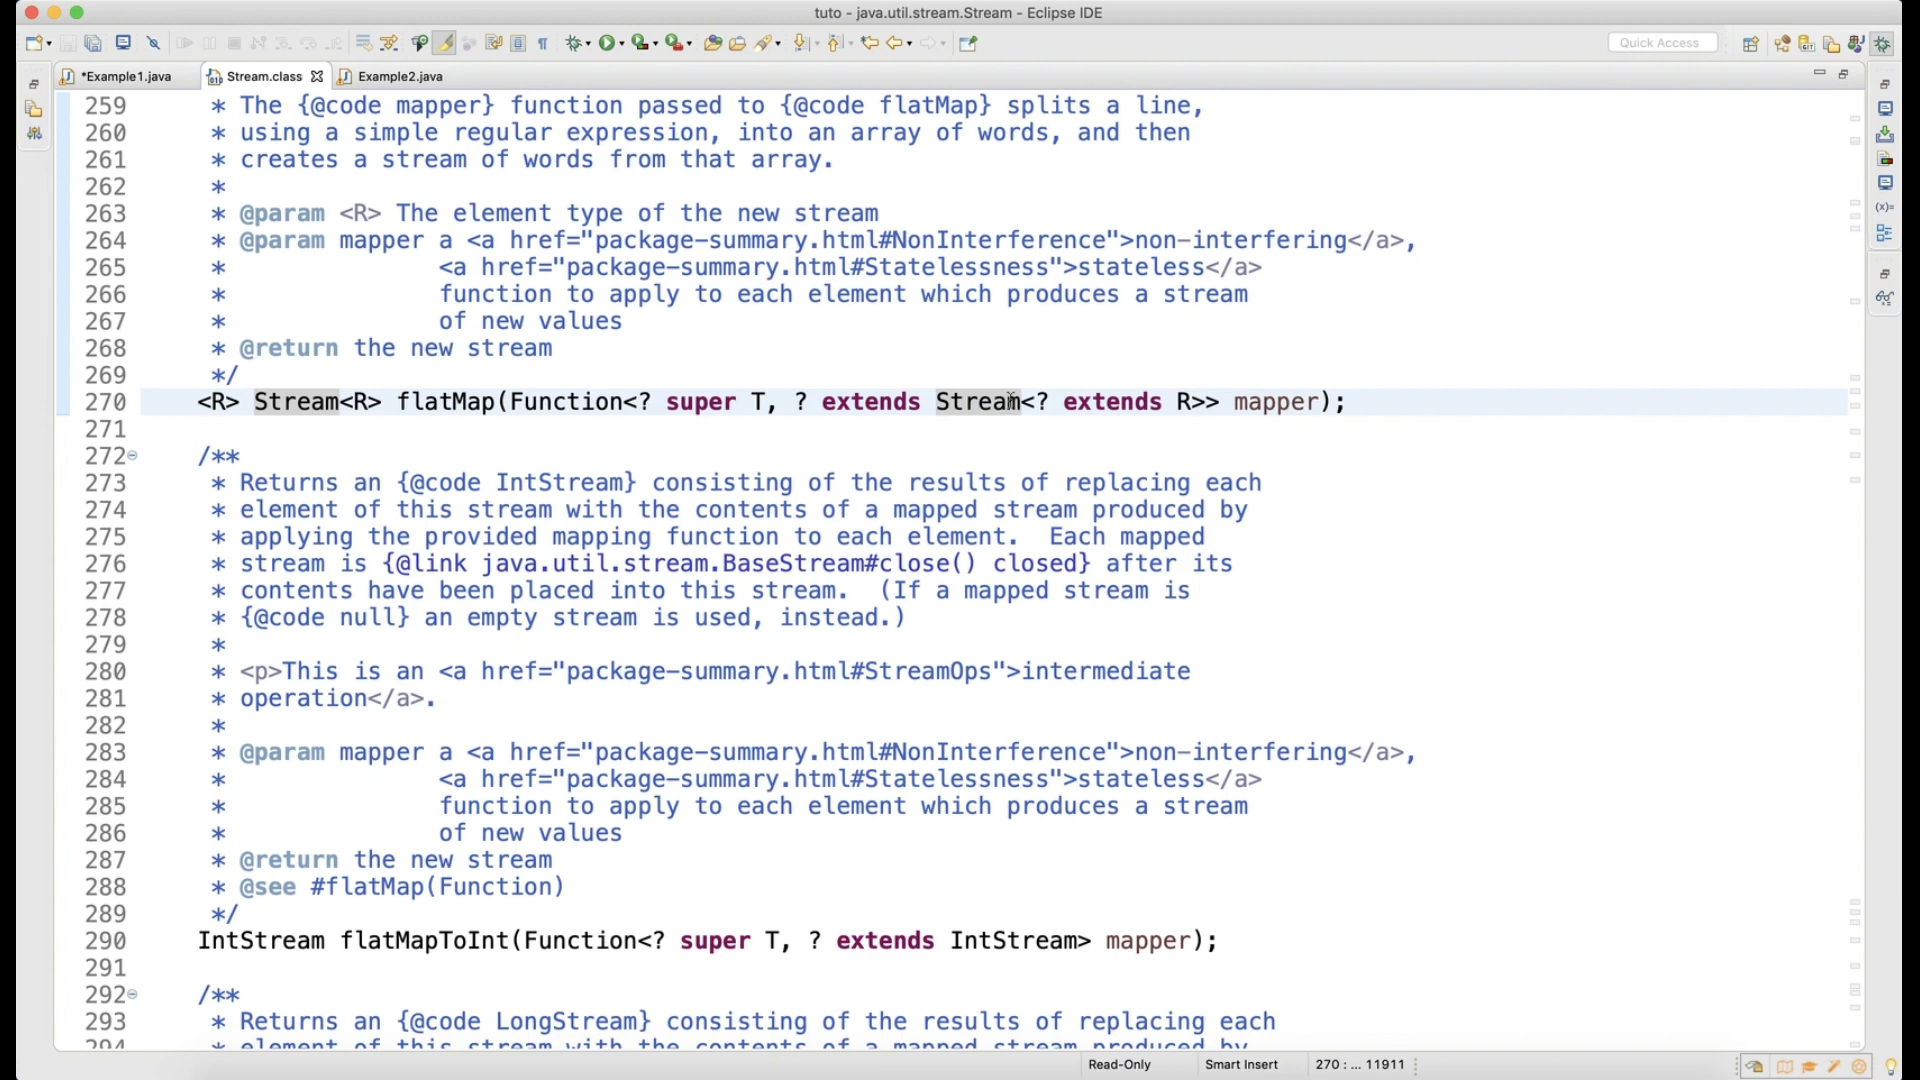 tuto - java.util.stream.Stream - Eclipse IDE
Quick Access
*Example1.java
Stream.class
Example2.java
259 * The {@code mapper} function passed to {@code flatMap} splits a line,
260 * using a simple regular expression, into an array of words, and then
261 * creates a stream of words from that array.
262 *
263 * @param <R> The element type of the new stream
264 * @param mapper a <a href="package-summary.html#NonInterference">non-interfering</a>,
265 * <a href="package-summary.html#Statelessness">stateless</a>
266 * function to apply to each element which produces a stream
267 * of new values
268 * @return the new stream
269 */
270 <R> Stream<R> flatMap(Function<? super T, ? extends Stream<? extends R>> mapper);
271
272 /**
273 * Returns an {@code IntStream} consisting of the results of replacing each
274 * element of this stream with the contents of a mapped stream produced by
275 * applying the provided mapping function to each element.  Each mapped
276 * stream is {@link java.util.stream.BaseStream#close() closed} after its
277 * contents have been placed into this stream.  (If a mapped stream is
278 * {@code null} an empty stream is used, instead.)
279 *
280 * <p>This is an <a href="package-summary.html#StreamOps">intermediate
281 * operation</a>.
282 *
283 * @param mapper a <a href="package-summary.html#NonInterference">non-interfering</a>,
284 * <a href="package-summary.html#Statelessness">stateless</a>
285 * function to apply to each element which produces a stream
286 * of new values
287 * @return the new stream
288 * @see #flatMap(Function)
289 */
290 IntStream flatMapToInt(Function<? super T, ? extends IntStream> mapper);
291
292 /**
293 * Returns an {@code LongStream} consisting of the results of replacing each
294 * element of this stream with the contents of a mapped stream produced by
Read-Only
Smart Insert
270 : ... 11911